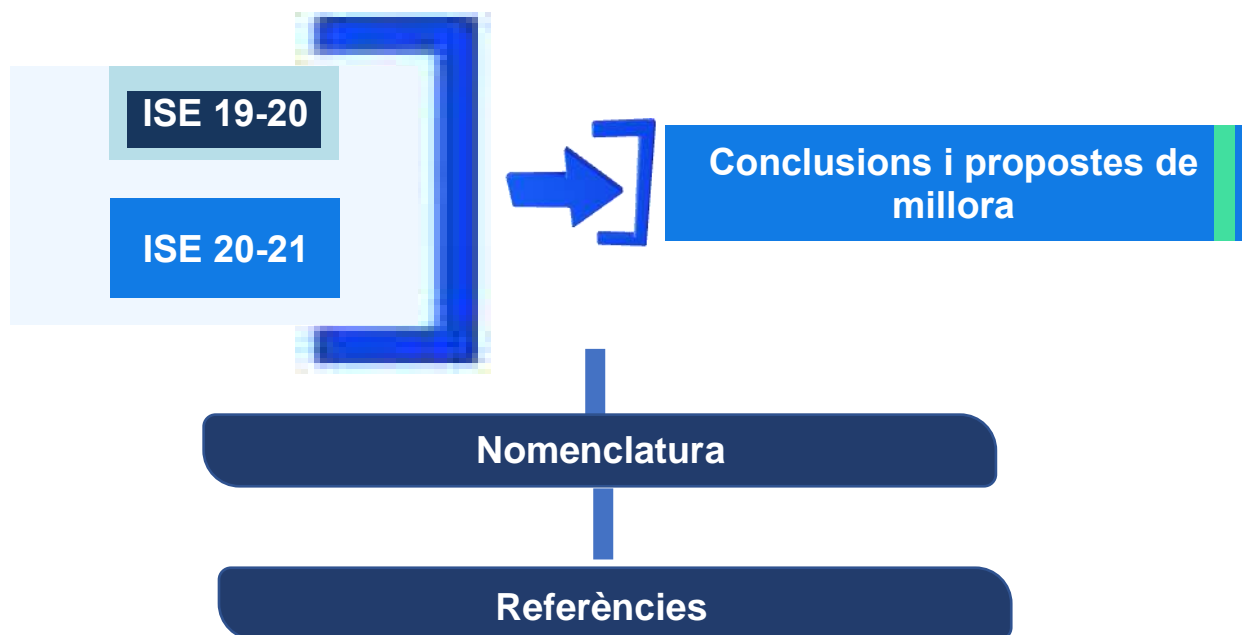 ISE 19-20
ISE 20-21
Conclusions i propostes de
millora
Nomenclatura
Referències